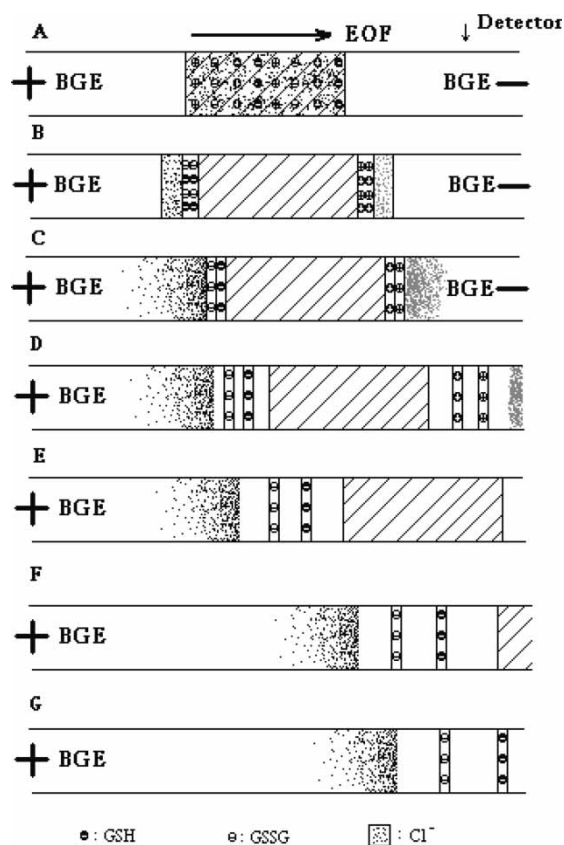 A EOF Detector
BGE BGE
B
BGE BGE
C
BGE BGE
D
BGE
E
BGE
F
BGE
G
BGE
: GSH : GSSG : Cl⁻